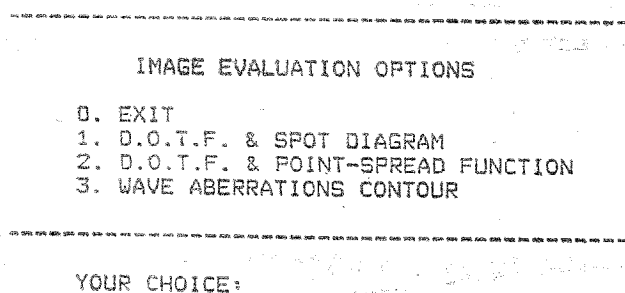 IMAGE EVALUATION OPTIONS
0. EXIT
1. D.O.T.F. & SPOT DIAGRAM
2. D.O.T.F. & POINT-SPREAD FUNCTION
3. WAVE ABERRATIONS CONTOUR
YOUR CHOICE: